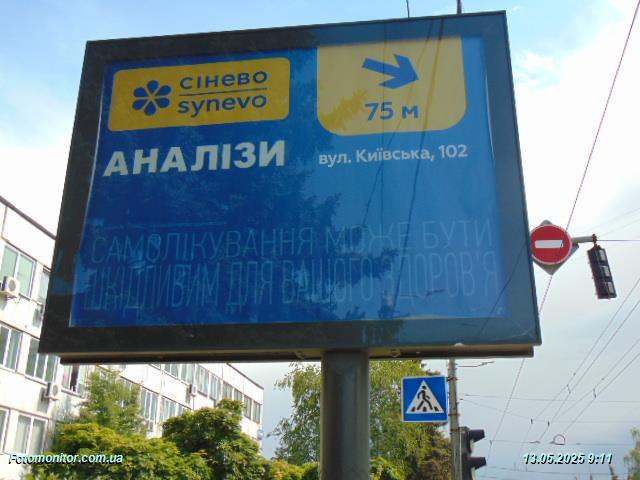 сінево
synevo
75 м
АНАЛІЗИ
вул. Київська, 102
САМОЛІКУВАННЯ МОЖЕ БУТИ
ШКІДЛИВИМ ДЛЯ ВАШОГО ЗДОРОВ'Я
Fotomonitor.com.ua
13.05.2025 9:11